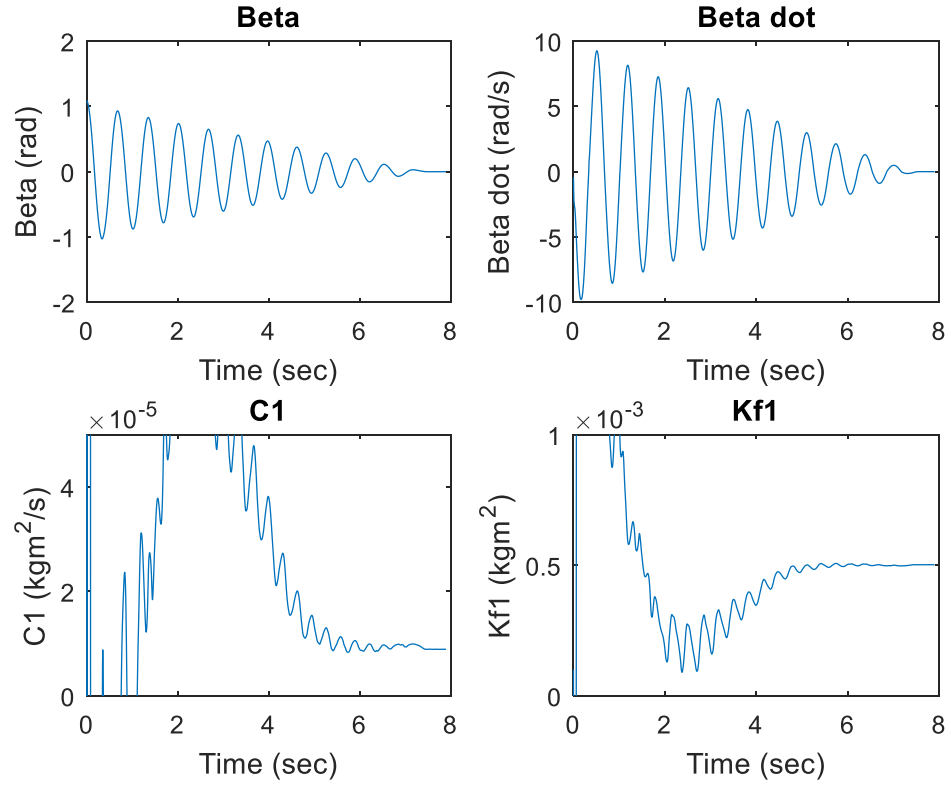 Beta
Beta (rad)
2
1
0
-1
-2
0 2 4 6 8
Time (sec)
Beta dot
Beta dot (rad/s)
10
5
0
-5
-10
0 2 4 6 8
Time (sec)
C1
×10⁻⁵
C1 (kgm²/s)
4
2
0
0 2 4 6 8
Time (sec)
Kf1
×10⁻³
Kf1 (kgm²)
1
0.5
0
0 2 4 6 8
Time (sec)